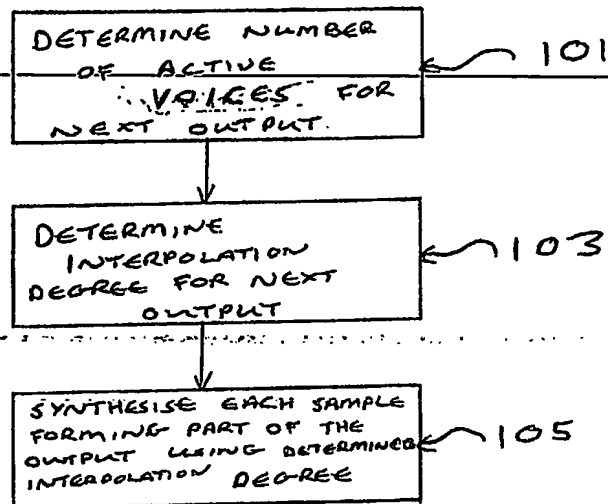 DETERMINE NUMBER
OF ACTIVE
VOICES FOR
NEXT OUTPUT.
101
DETERMINE
INTERPOLATION
DEGREE FOR NEXT
OUTPUT
103
SYNTHESISE EACH SAMPLE
FORMING PART OF THE
OUTPUT USING DETERMINED
INTERPOLATION DEGREE
105